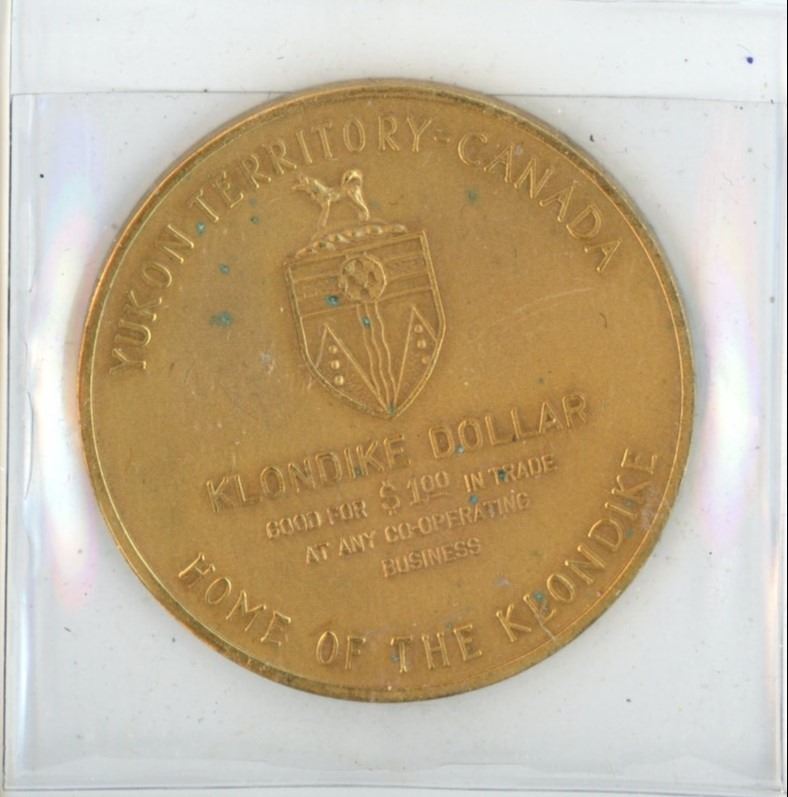 YUKON TERRITORY - CANADA
KLONDIKE DOLLAR
GOOD FOR $1.00 IN TRADE
AT ANY CO-OPERATING
BUSINESS
HOME OF THE KLONDIKE